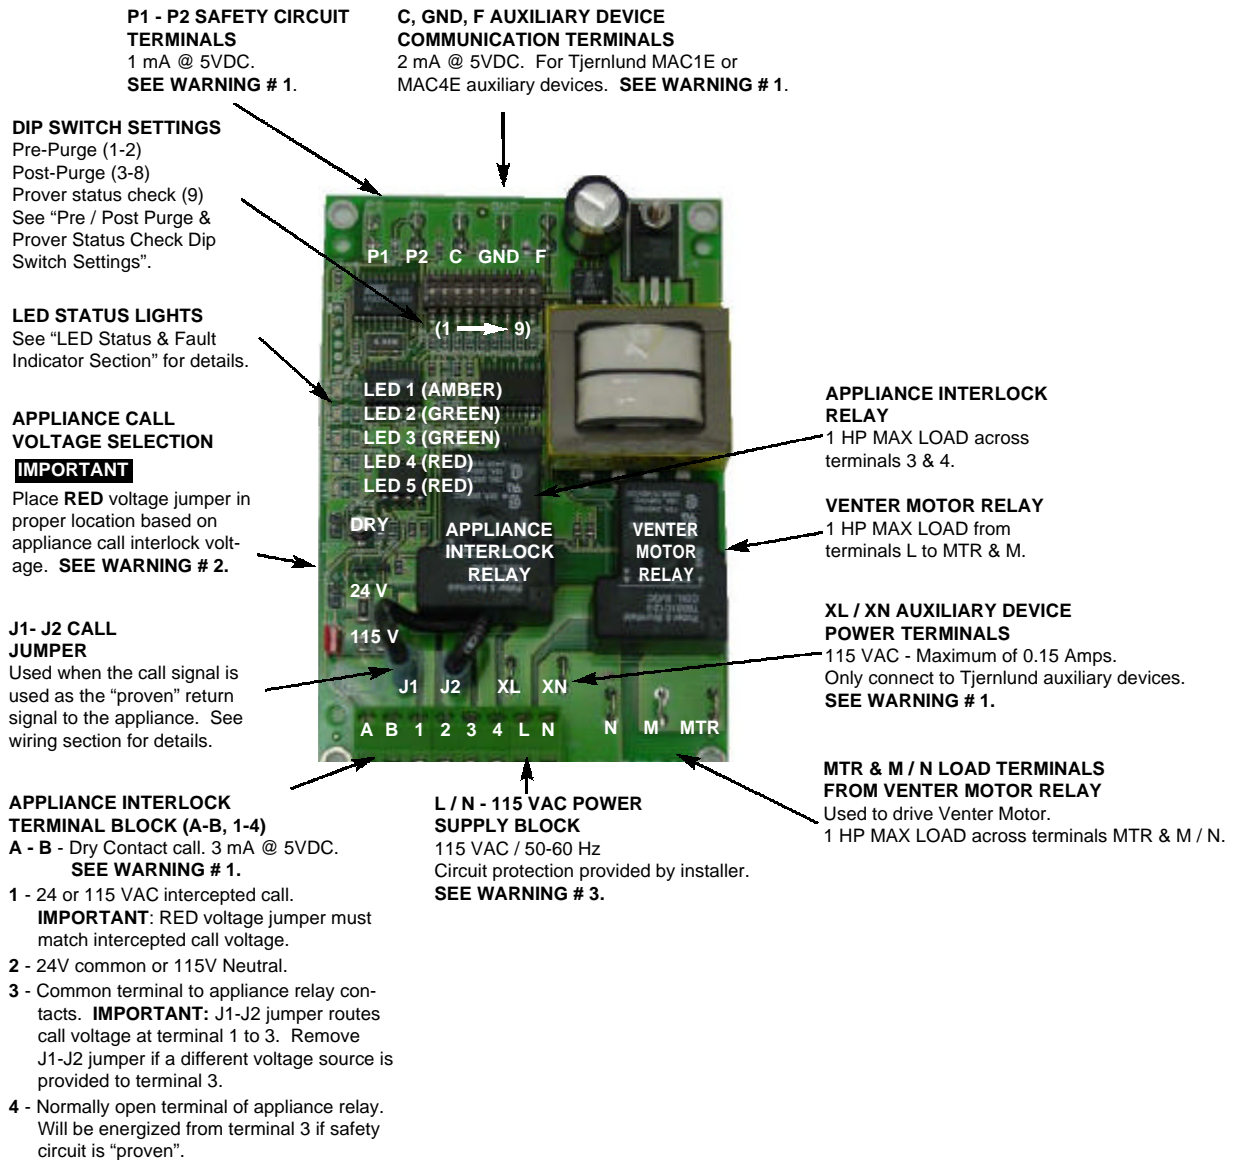 P1 - P2 SAFETY CIRCUIT
TERMINALS
1 mA @ 5VDC.
SEE WARNING # 1.
C, GND, F AUXILIARY DEVICE
COMMUNICATION TERMINALS
2 mA @ 5VDC. For Tjernlund MAC1E or
MAC4E auxiliary devices. SEE WARNING # 1.
DIP SWITCH SETTINGS
Pre-Purge (1-2)
Post-Purge (3-8)
Prover status check (9)
See “Pre / Post Purge &
Prover Status Check Dip
Switch Settings”.
LED STATUS LIGHTS
See “LED Status & Fault
Indicator Section” for details.
APPLIANCE CALL
VOLTAGE SELECTION
IMPORTANT
Place RED voltage jumper in
proper location based on
appliance call interlock volt-
age. SEE WARNING # 2.
J1- J2 CALL
JUMPER
Used when the call signal is
used as the “proven” return
signal to the appliance. See
wiring section for details.
P1 P2 C GND F
(1 9)
LED 1 (AMBER)
LED 2 (GREEN)
LED 3 (GREEN)
LED 4 (RED)
LED 5 (RED)
DRY
24 V
115 V
APPLIANCE
INTERLOCK
RELAY
VENTER
MOTOR
RELAY
J1 J2 XL XN
A B 1 2 3 4 L N
N M MTR
APPLIANCE INTERLOCK
RELAY
1 HP MAX LOAD across
terminals 3 & 4.
VENTER MOTOR RELAY
1 HP MAX LOAD from
terminals L to MTR & M.
XL / XN AUXILIARY DEVICE
POWER TERMINALS
115 VAC - Maximum of 0.15 Amps.
Only connect to Tjernlund auxiliary devices.
SEE WARNING # 1.
MTR & M / N LOAD TERMINALS
FROM VENTER MOTOR RELAY
Used to drive Venter Motor.
1 HP MAX LOAD across terminals MTR & M / N.
APPLIANCE INTERLOCK
TERMINAL BLOCK (A-B, 1-4)
A - B - Dry Contact call. 3 mA @ 5VDC.
SEE WARNING # 1.
1 - 24 or 115 VAC intercepted call.
IMPORTANT: RED voltage jumper must
match intercepted call voltage.
2 - 24V common or 115V Neutral.
3 - Common terminal to appliance relay con-
tacts. IMPORTANT: J1-J2 jumper routes
call voltage at terminal 1 to 3. Remove
J1-J2 jumper if a different voltage source is
provided to terminal 3.
4 - Normally open terminal of appliance relay.
Will be energized from terminal 3 if safety
circuit is “proven”.
L / N - 115 VAC POWER
SUPPLY BLOCK
115 VAC / 50-60 Hz
Circuit protection provided by installer.
SEE WARNING # 3.